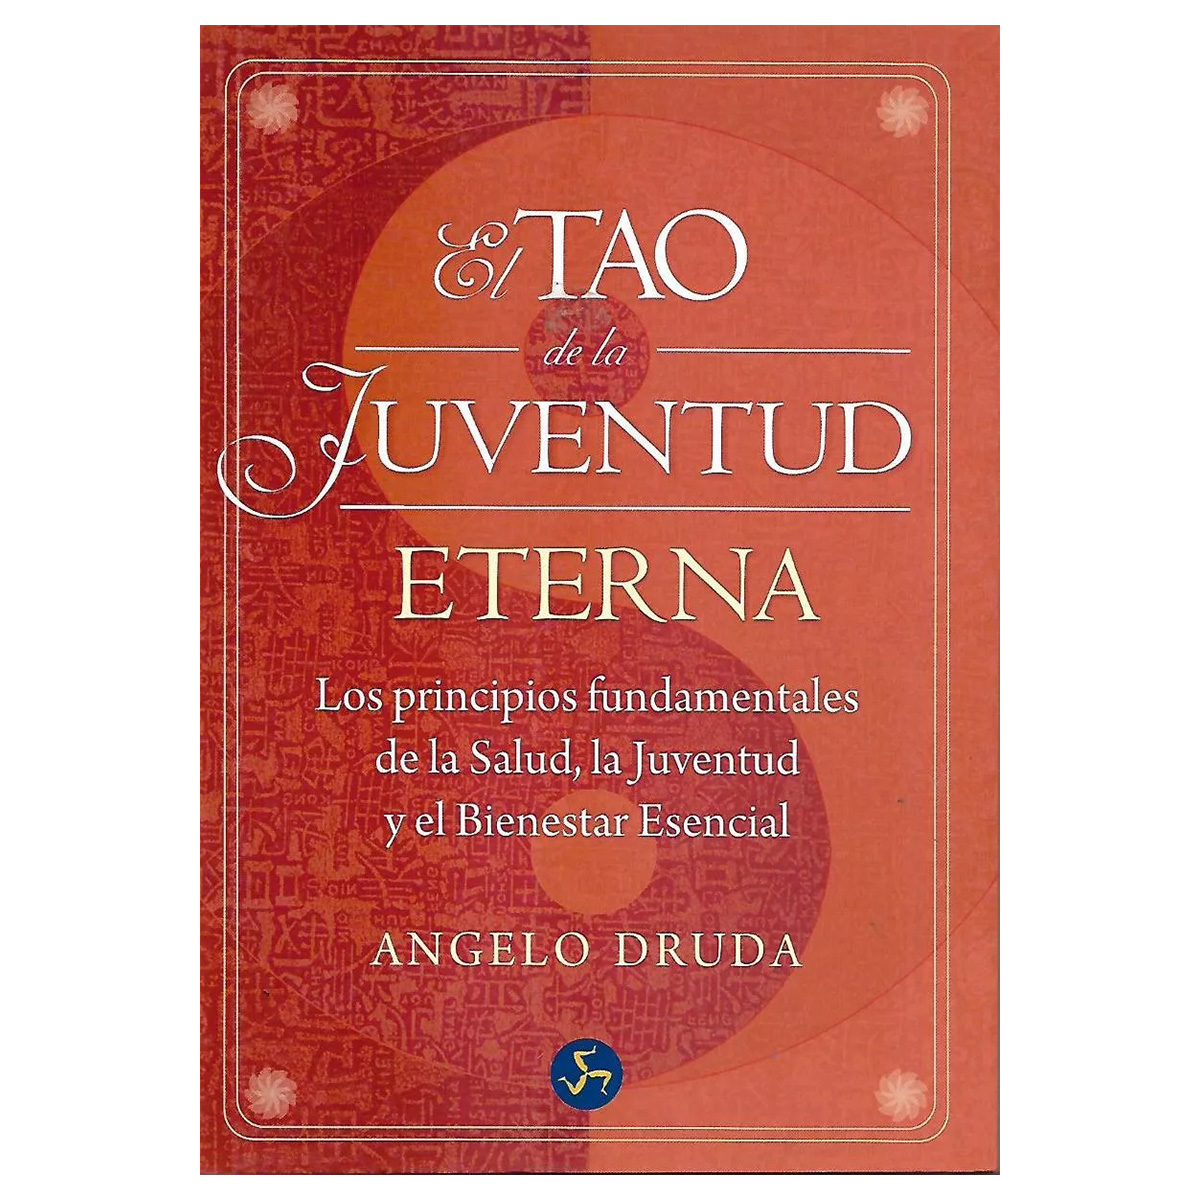 El TAO
de la
JUVENTUD
ETERNA
Los principios fundamentales
de la Salud, la Juventud
y el Bienestar Esencial
ANGELO DRUDA